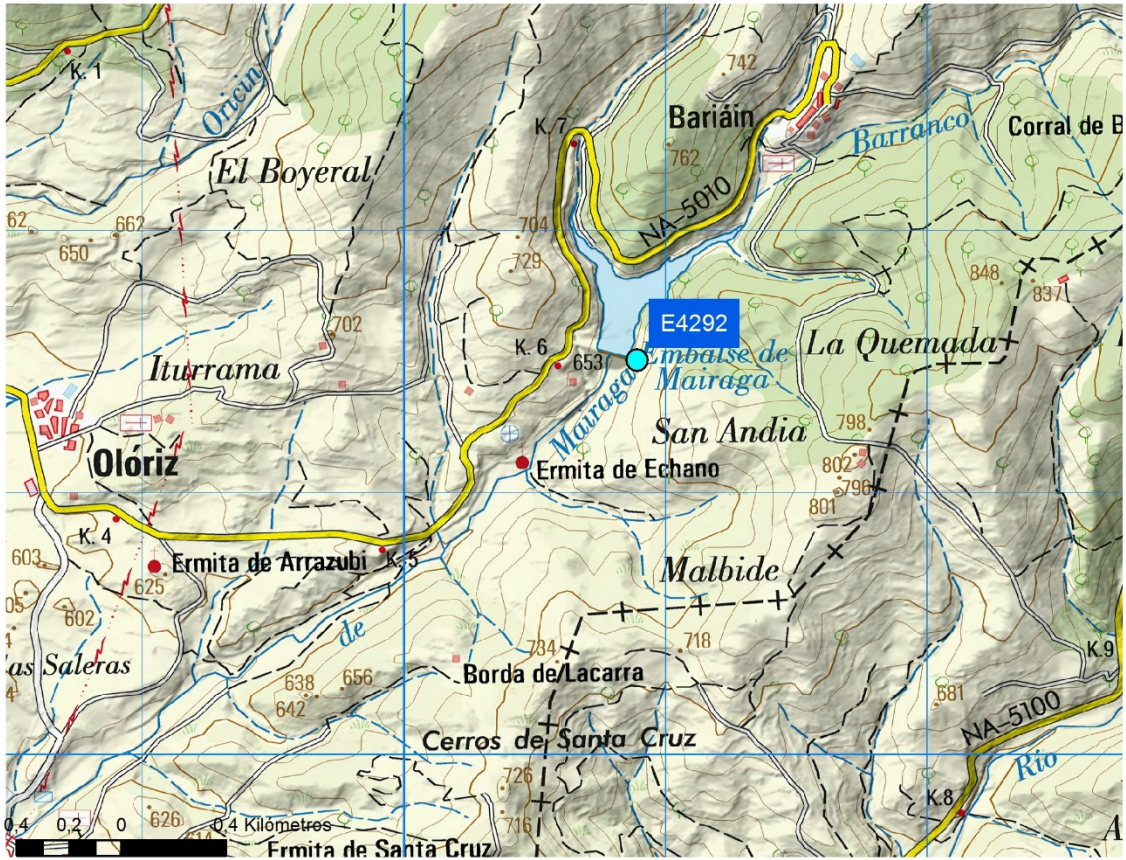 K. 1
Oricin
742
K. 7
Bariáin
Barranco
Corral de B
762
El Boyeral
NA-5010
62
650
662
704
729
848
837
702
E4292
K. 6
653
Embalse de
Mairaga
La Quemada
Iturrama
Mairaga
San Andia
798
802
796
801
Olóriz
Ermita de Echano
K. 4
K. 5
603
Ermita de Arrazubi
625
Malbide
602
05
de
718
K.9
as Saleras
734
Borda de Lacarra
638
656
642
681
NA-5100
Cerros de Santa Cruz
Río
726
K.8
716
626
614
A
0,4 0,2 0 0,4 Kilómetros
Ermita de Santa Cruz